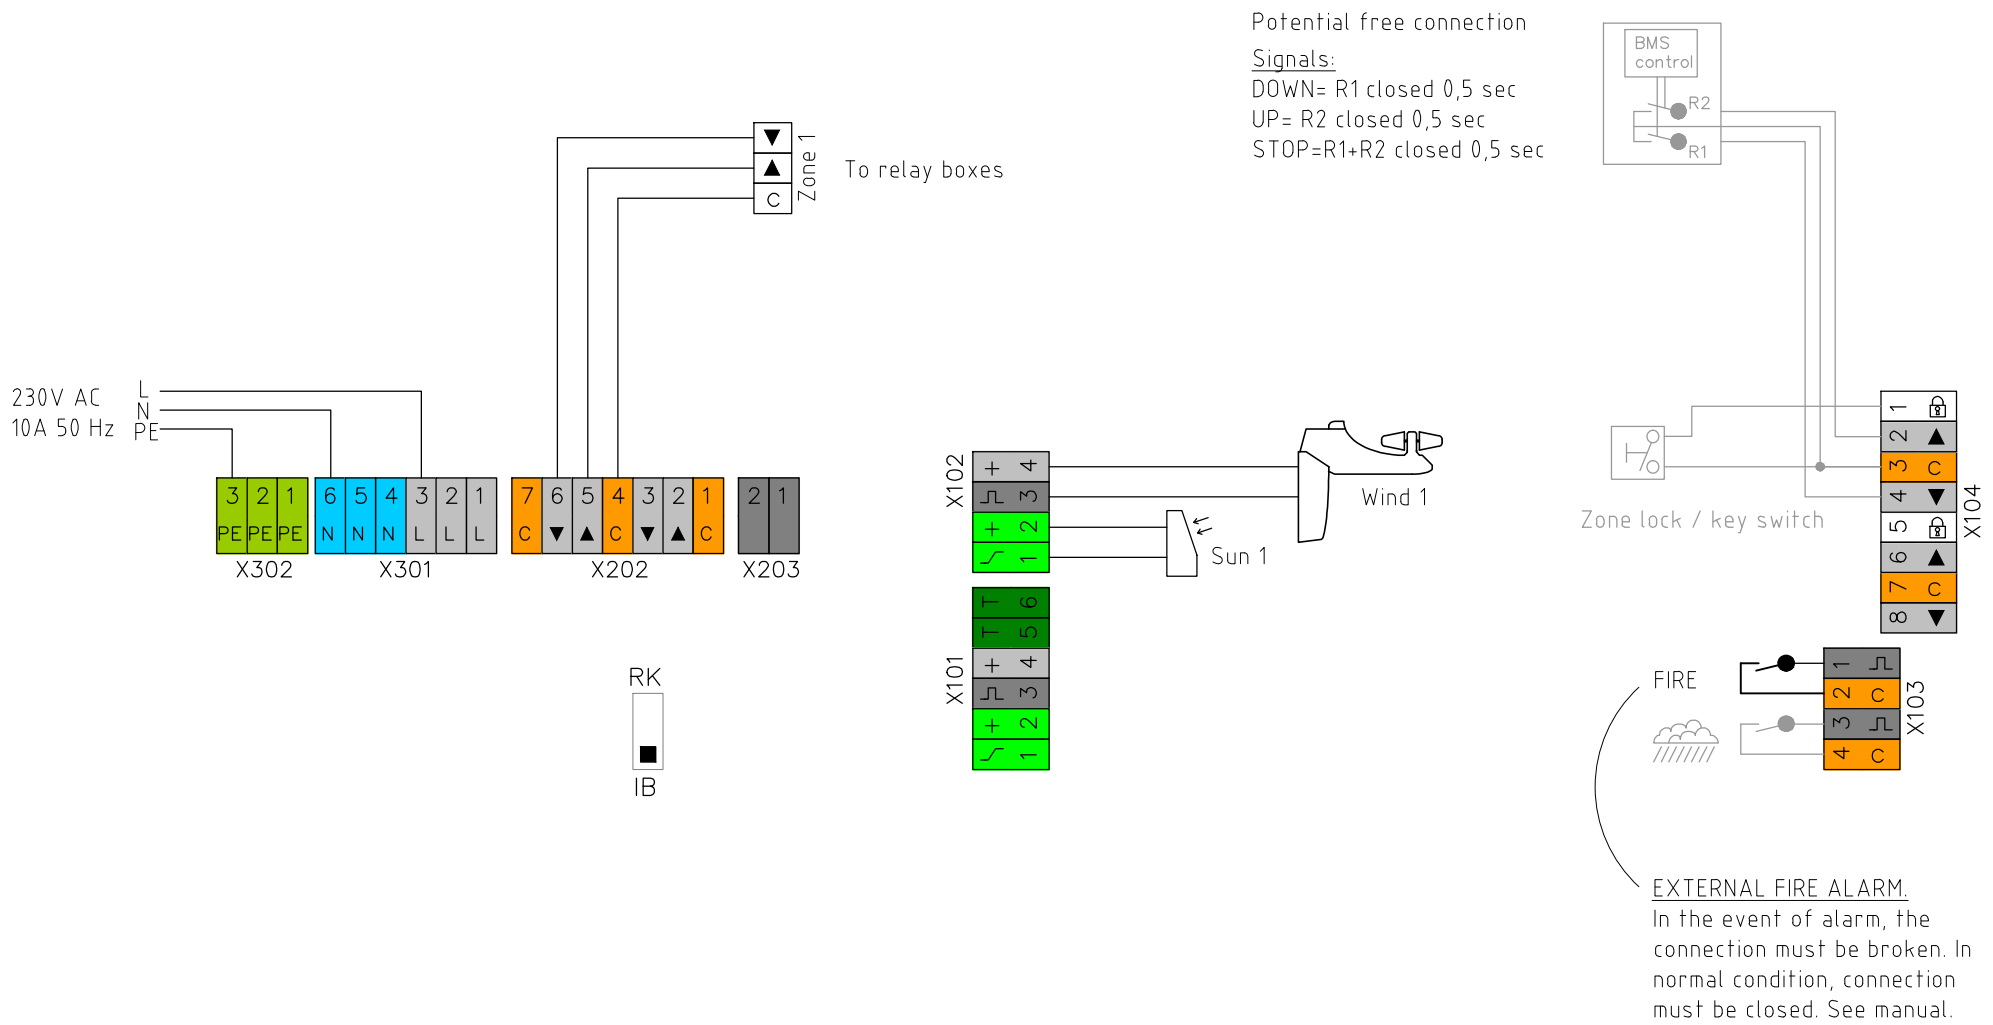 Potential free connection
Signals:
DOWN= R1 closed 0,5 sec
UP= R2 closed 0,5 sec
STOP=R1+R2 closed 0,5 sec
BMS
control
R2
R1
Zone 1
C
To relay boxes
230V AC
10A 50 Hz
L
N
PE
3 2 1
PE PE PE
X302
6 5 4 3 2 1
N N N L L L
X301
7 6 5 4 3 2 1
C ▼ ▲ C ▼ ▲ C
X202
2 1
X203
RK
IB
X102
+ 4
3
+ 2
1
Wind 1
Sun 1
X101
T 6
T 5
+ 4
3
+ 2
1
Zone lock / key switch
X104
1
2 ▲
3 C
4 ▼
5
6 ▲
7 C
8 ▼
FIRE
X103
1
2 C
3
4 C
EXTERNAL FIRE ALARM.
In the event of alarm, the
connection must be broken. In
normal condition, connection
must be closed. See manual.